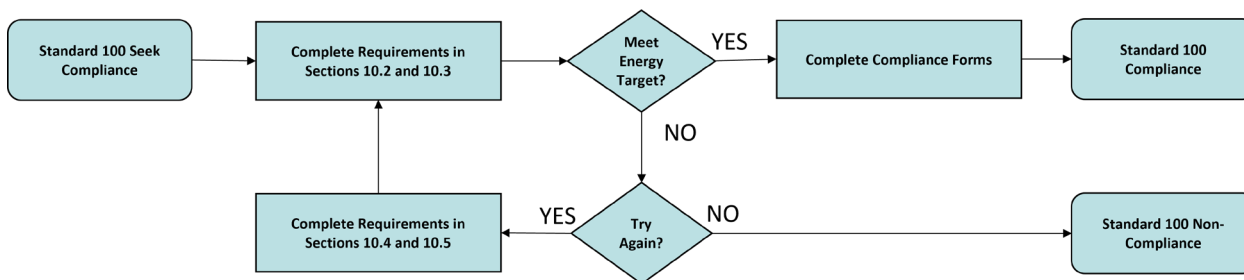 Standard 100 Seek
Compliance
Complete Requirements in
Sections 10.2 and 10.3
Meet
Energy
Target?
YES
Complete Compliance Forms
Standard 100
Compliance
NO
Complete Requirements in
Sections 10.4 and 10.5
YES
Try
Again?
NO
Standard 100 Non-
Compliance